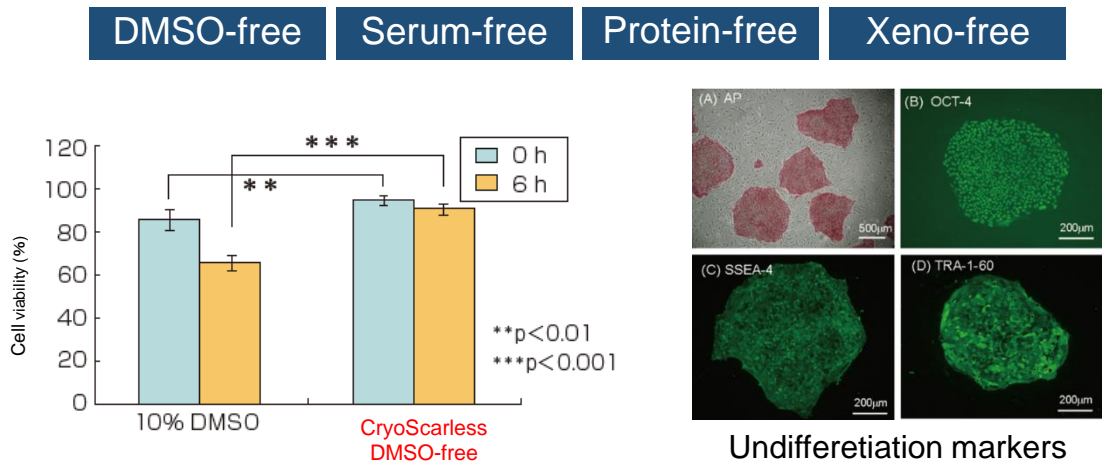 DMSO-free
Serum-free
Protein-free
Xeno-free
Cell viability (%)
120
100
80
60
40
20
0
***
**
0 h
6 h
**p<0.01
***p<0.001
10% DMSO
CryoScarless
DMSO-free
(A) AP
500μm
(B) OCT-4
200μm
(C) SSEA-4
200μm
(D) TRA-1-60
200μm
Undifferetiation markers